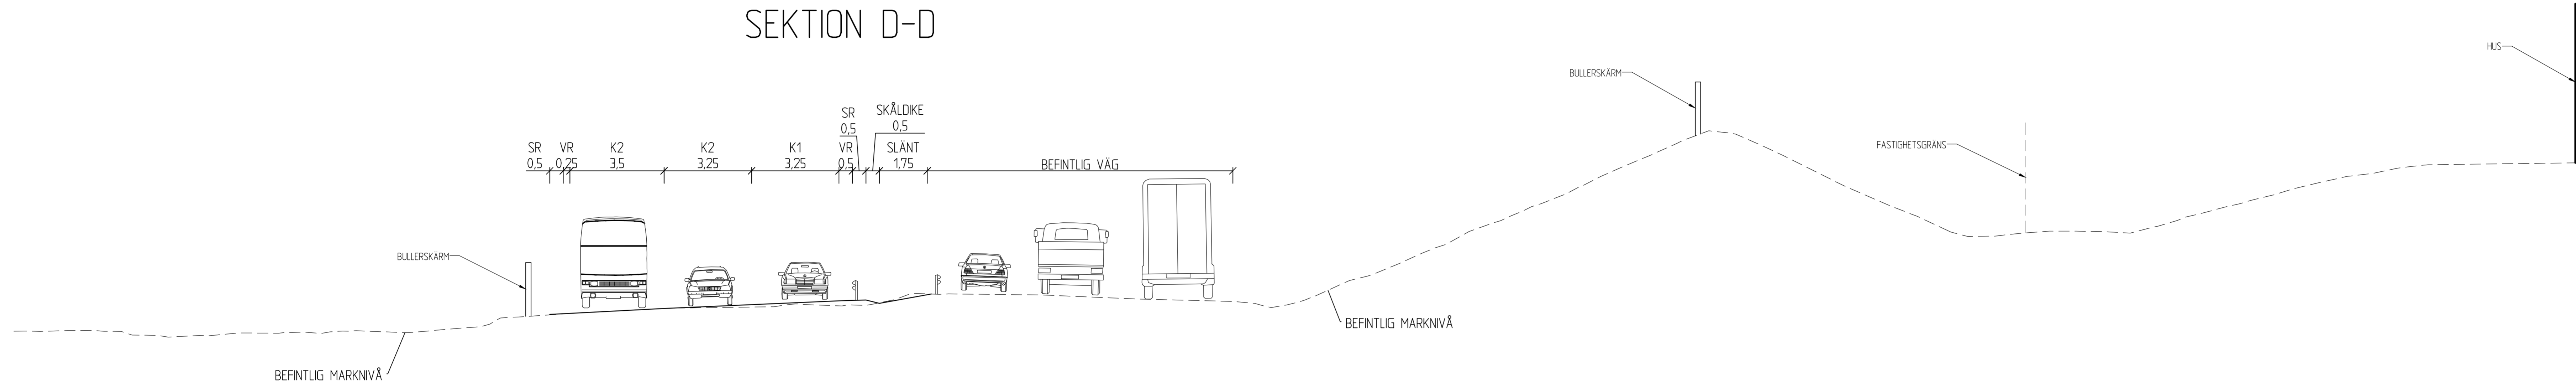 SEKTION D-D
HUS
BULLERSKÄRM
SR
0,5
SKÅLDIKE
0,5
FASTIGHETSGRÄNS
SR
0,5
VR
0,25
K2
3,5
K2
3,25
K1
3,25
VR
0,5
SLÄNT
1,75
BEFINTLIG VÄG
BULLERSKÄRM
BEFINTLIG MARKNIVÅ
BEFINTLIG MARKNIVÅ